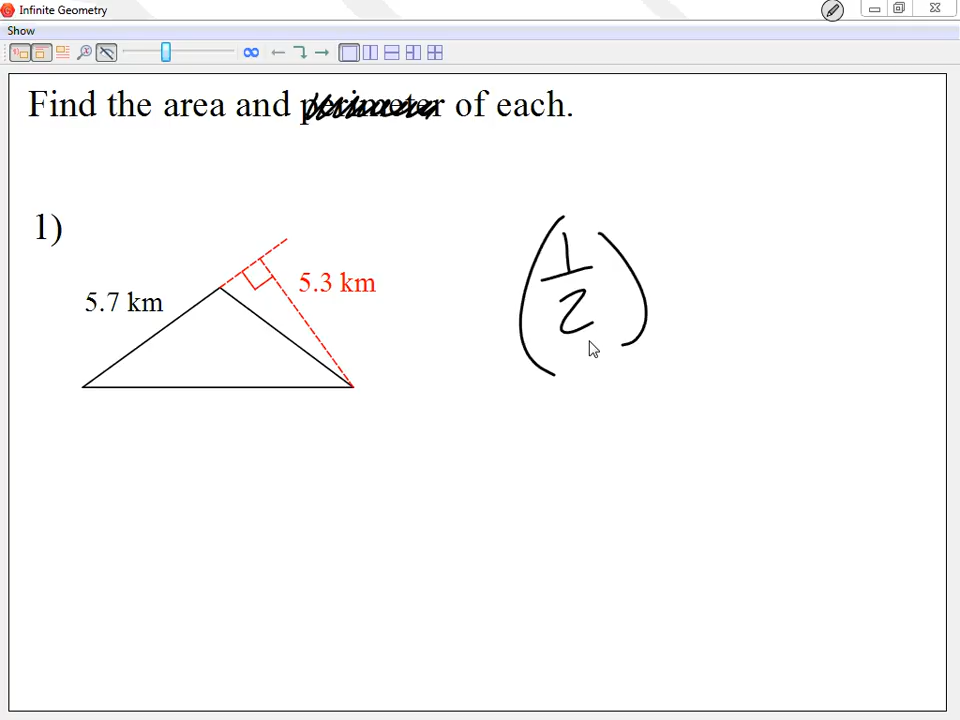 Infinite Geometry
Show
Find the area and perimeter of each.
1)
5.7 km
5.3 km
(1/2)